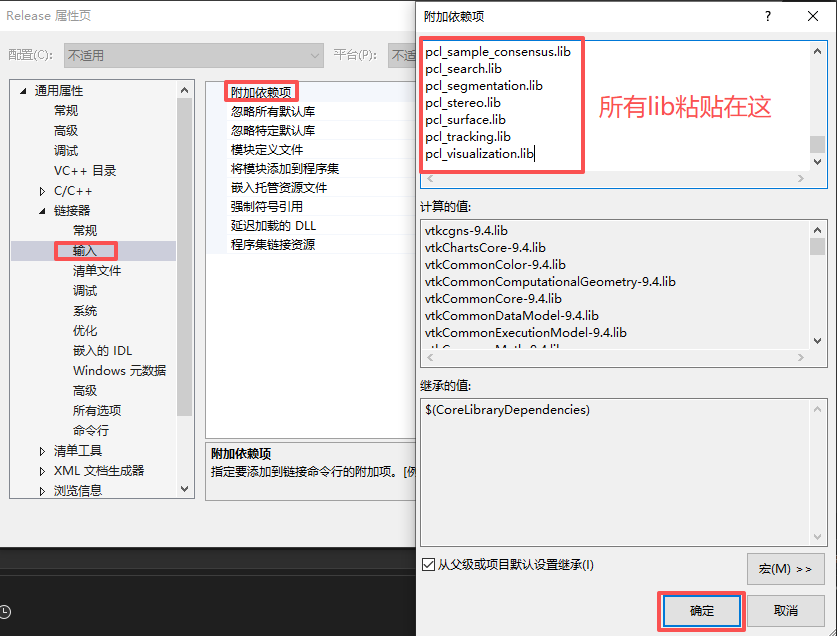 Release 属性页
配置(C):
不适用
平台(P):
不适
通用属性
常规
高级
调试
VC++ 目录
C/C++
链接器
常规
输入
清单文件
调试
系统
优化
嵌入的 IDL
Windows 元数据
高级
所有选项
命令行
清单工具
XML 文档生成器
浏览信息
附加依赖项
忽略所有默认库
忽略特定默认库
模块定义文件
将模块添加到程序集
嵌入托管资源文件
强制符号引用
延迟加载的 DLL
程序集链接资源
附加依赖项
指定要添加到链接命令行的附加项。[例
附加依赖项
?
pcl_sample_consensus.lib
pcl_search.lib
pcl_segmentation.lib
pcl_stereo.lib
pcl_surface.lib
pcl_tracking.lib
pcl_visualization.lib
所有lib粘贴在这
计算的值:
vtkcgns-9.4.lib
vtkChartsCore-9.4.lib
vtkCommonColor-9.4.lib
vtkCommonComputationalGeometry-9.4.lib
vtkCommonCore-9.4.lib
vtkCommonDataModel-9.4.lib
vtkCommonExecutionModel-9.4.lib
继承的值:
$(CoreLibraryDependencies)
从父级或项目默认设置继承(I)
宏(M) >>
确定
取消